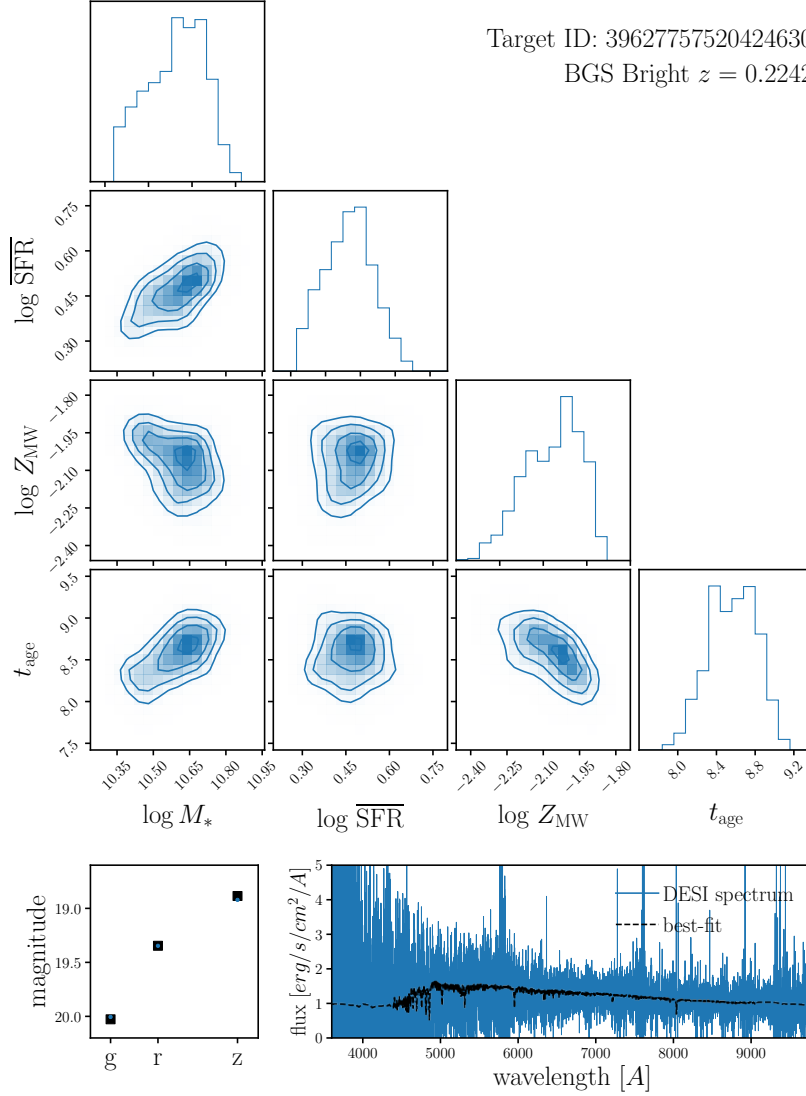 Target ID: 39627757520424630
BGS Bright z = 0.2242
log SFR
0.75
0.60
0.45
0.30
log Z_MW
−1.80
−1.95
−2.10
−2.25
−2.40
t_age
9.5
9.0
8.5
8.0
7.5
10.35 10.50 10.65 10.80 10.95
0.30 0.45 0.60 0.75
−2.40 −2.25 −2.10 −1.95 −1.80
8.0 8.4 8.8 9.2
log M_* log SFR log Z_MW t_age
magnitude
19.0
19.5
20.0
g r z
flux [erg/s/cm²/A]
5
4
3
2
1
0
DESI spectrum
best-fit
4000 5000 6000 7000 8000 9000
wavelength [A]